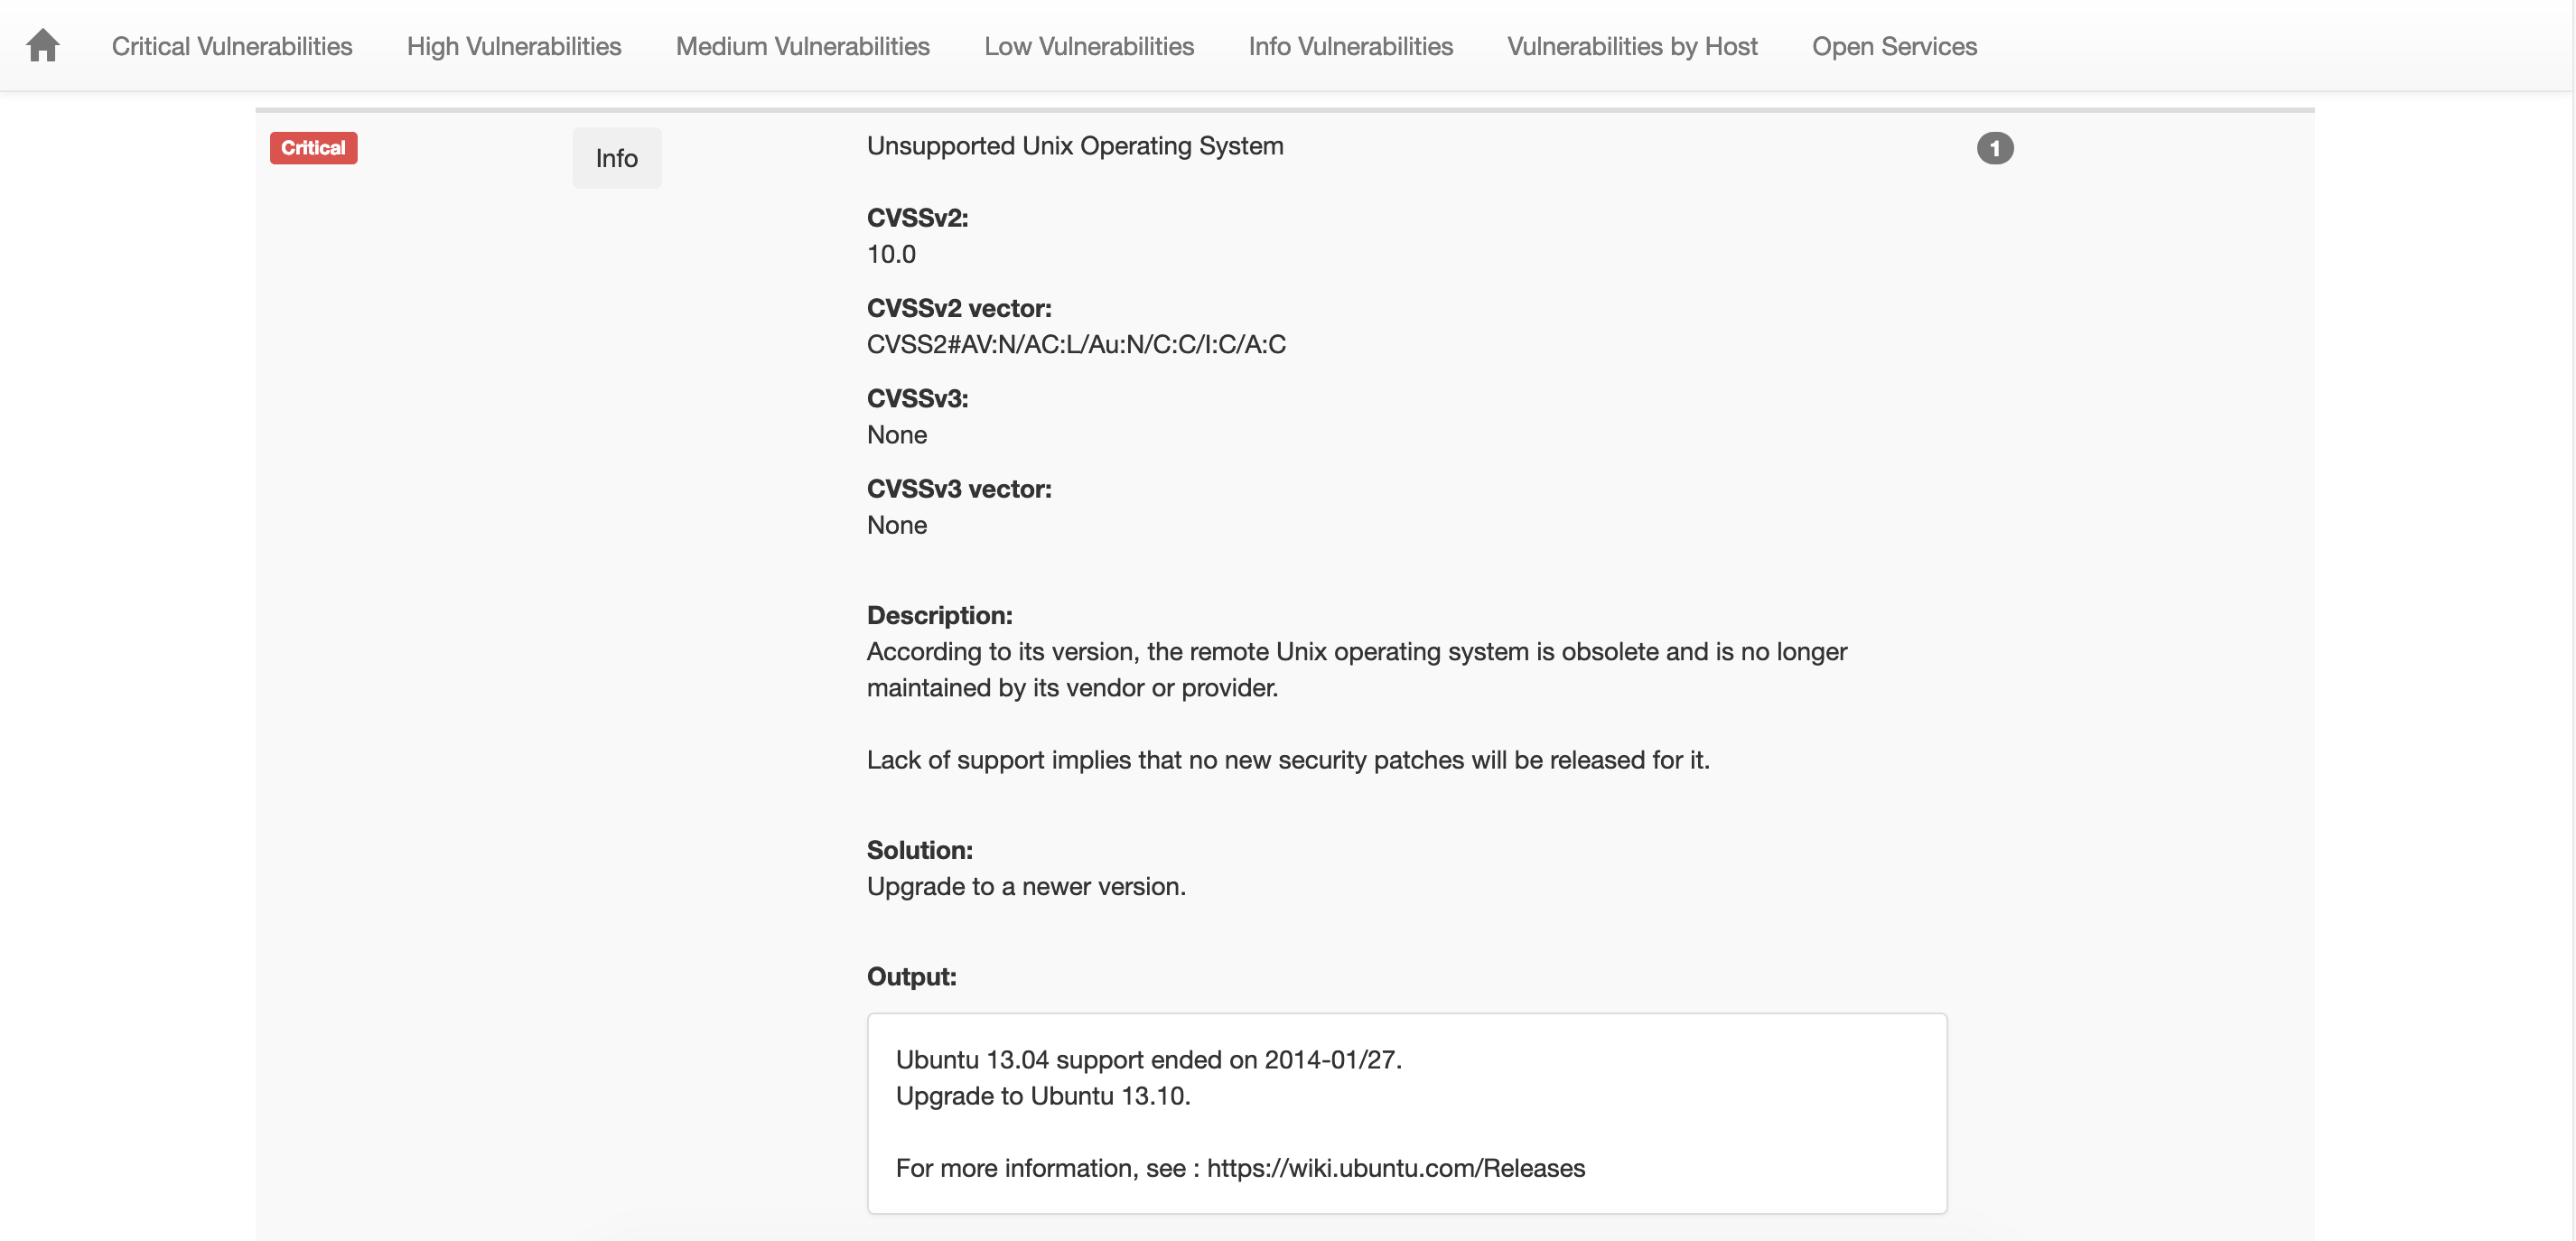 Critical Vulnerabilities High Vulnerabilities Medium Vulnerabilities Low Vulnerabilities Info Vulnerabilities Vulnerabilities by Host Open Services
Critical Info Unsupported Unix Operating System 1
CVSSv2:
10.0
CVSSv2 vector:
CVSS2#AV:N/AC:L/Au:N/C:C/I:C/A:C
CVSSv3:
None
CVSSv3 vector:
None
Description:
According to its version, the remote Unix operating system is obsolete and is no longer
maintained by its vendor or provider.
Lack of support implies that no new security patches will be released for it.
Solution:
Upgrade to a newer version.
Output:
Ubuntu 13.04 support ended on 2014-01/27.
Upgrade to Ubuntu 13.10.
For more information, see : https://wiki.ubuntu.com/Releases